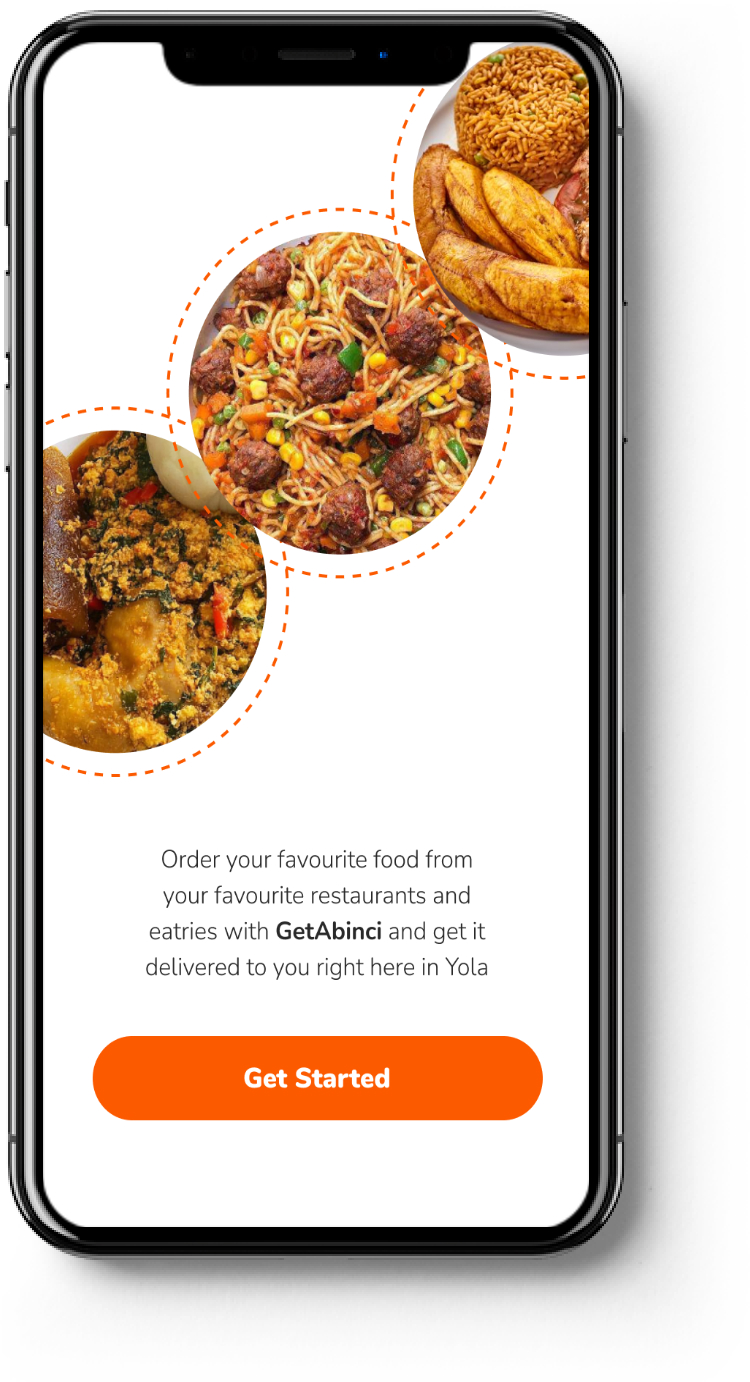 Order your favourite food from
your favourite restaurants and
eatries with GetAbinci and get it
delivered to you right here in Yola
Get Started